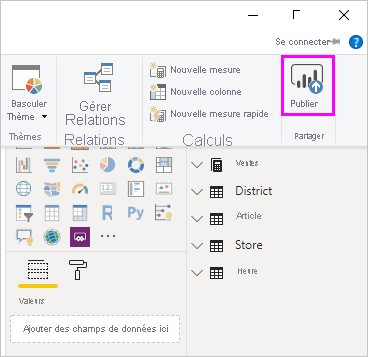 Se connecter
?
Basculer
Thème
Gérer
Relations
Nouvelle mesure
Nouvelle colonne
Nouvelle mesure rapide
Publier
Thèmes
Relations
Calculs
Partager
123
R Py
Ventes
District
Article
Store
Heure
Valeurs
Ajouter des champs de données ici